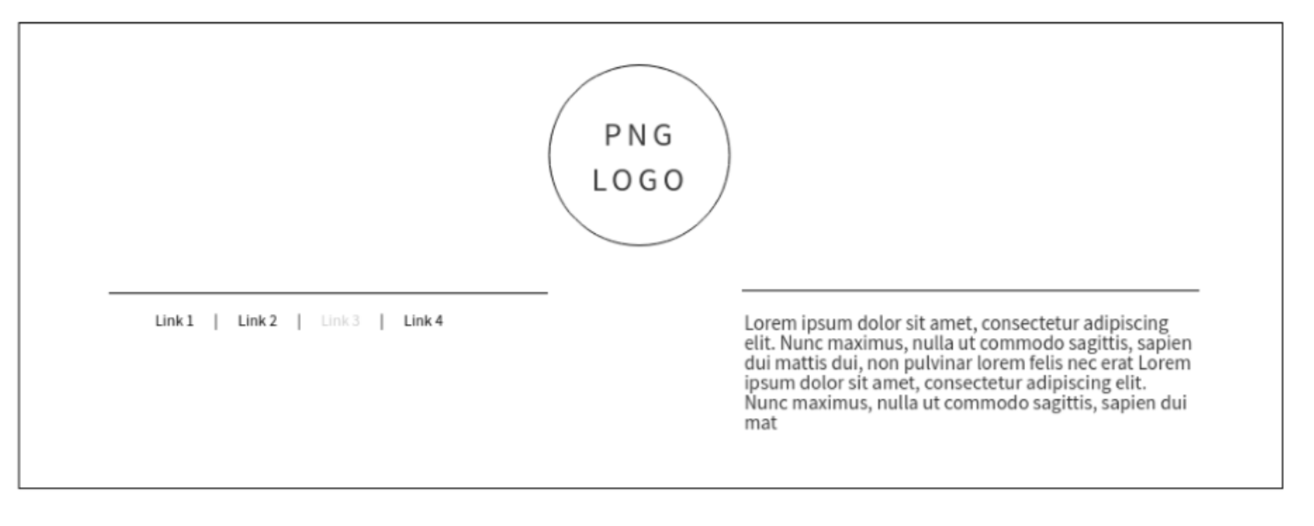 PNG
LOGO
Link 1 | Link 2 | Link 3 | Link 4
Lorem ipsum dolor sit amet, consectetur adipiscing
elit. Nunc maximus, nulla ut commodo sagittis, sapien
dui mattis dui, non pulvinar lorem felis nec erat Lorem
ipsum dolor sit amet, consectetur adipiscing elit.
Nunc maximus, nulla ut commodo sagittis, sapien dui
mat